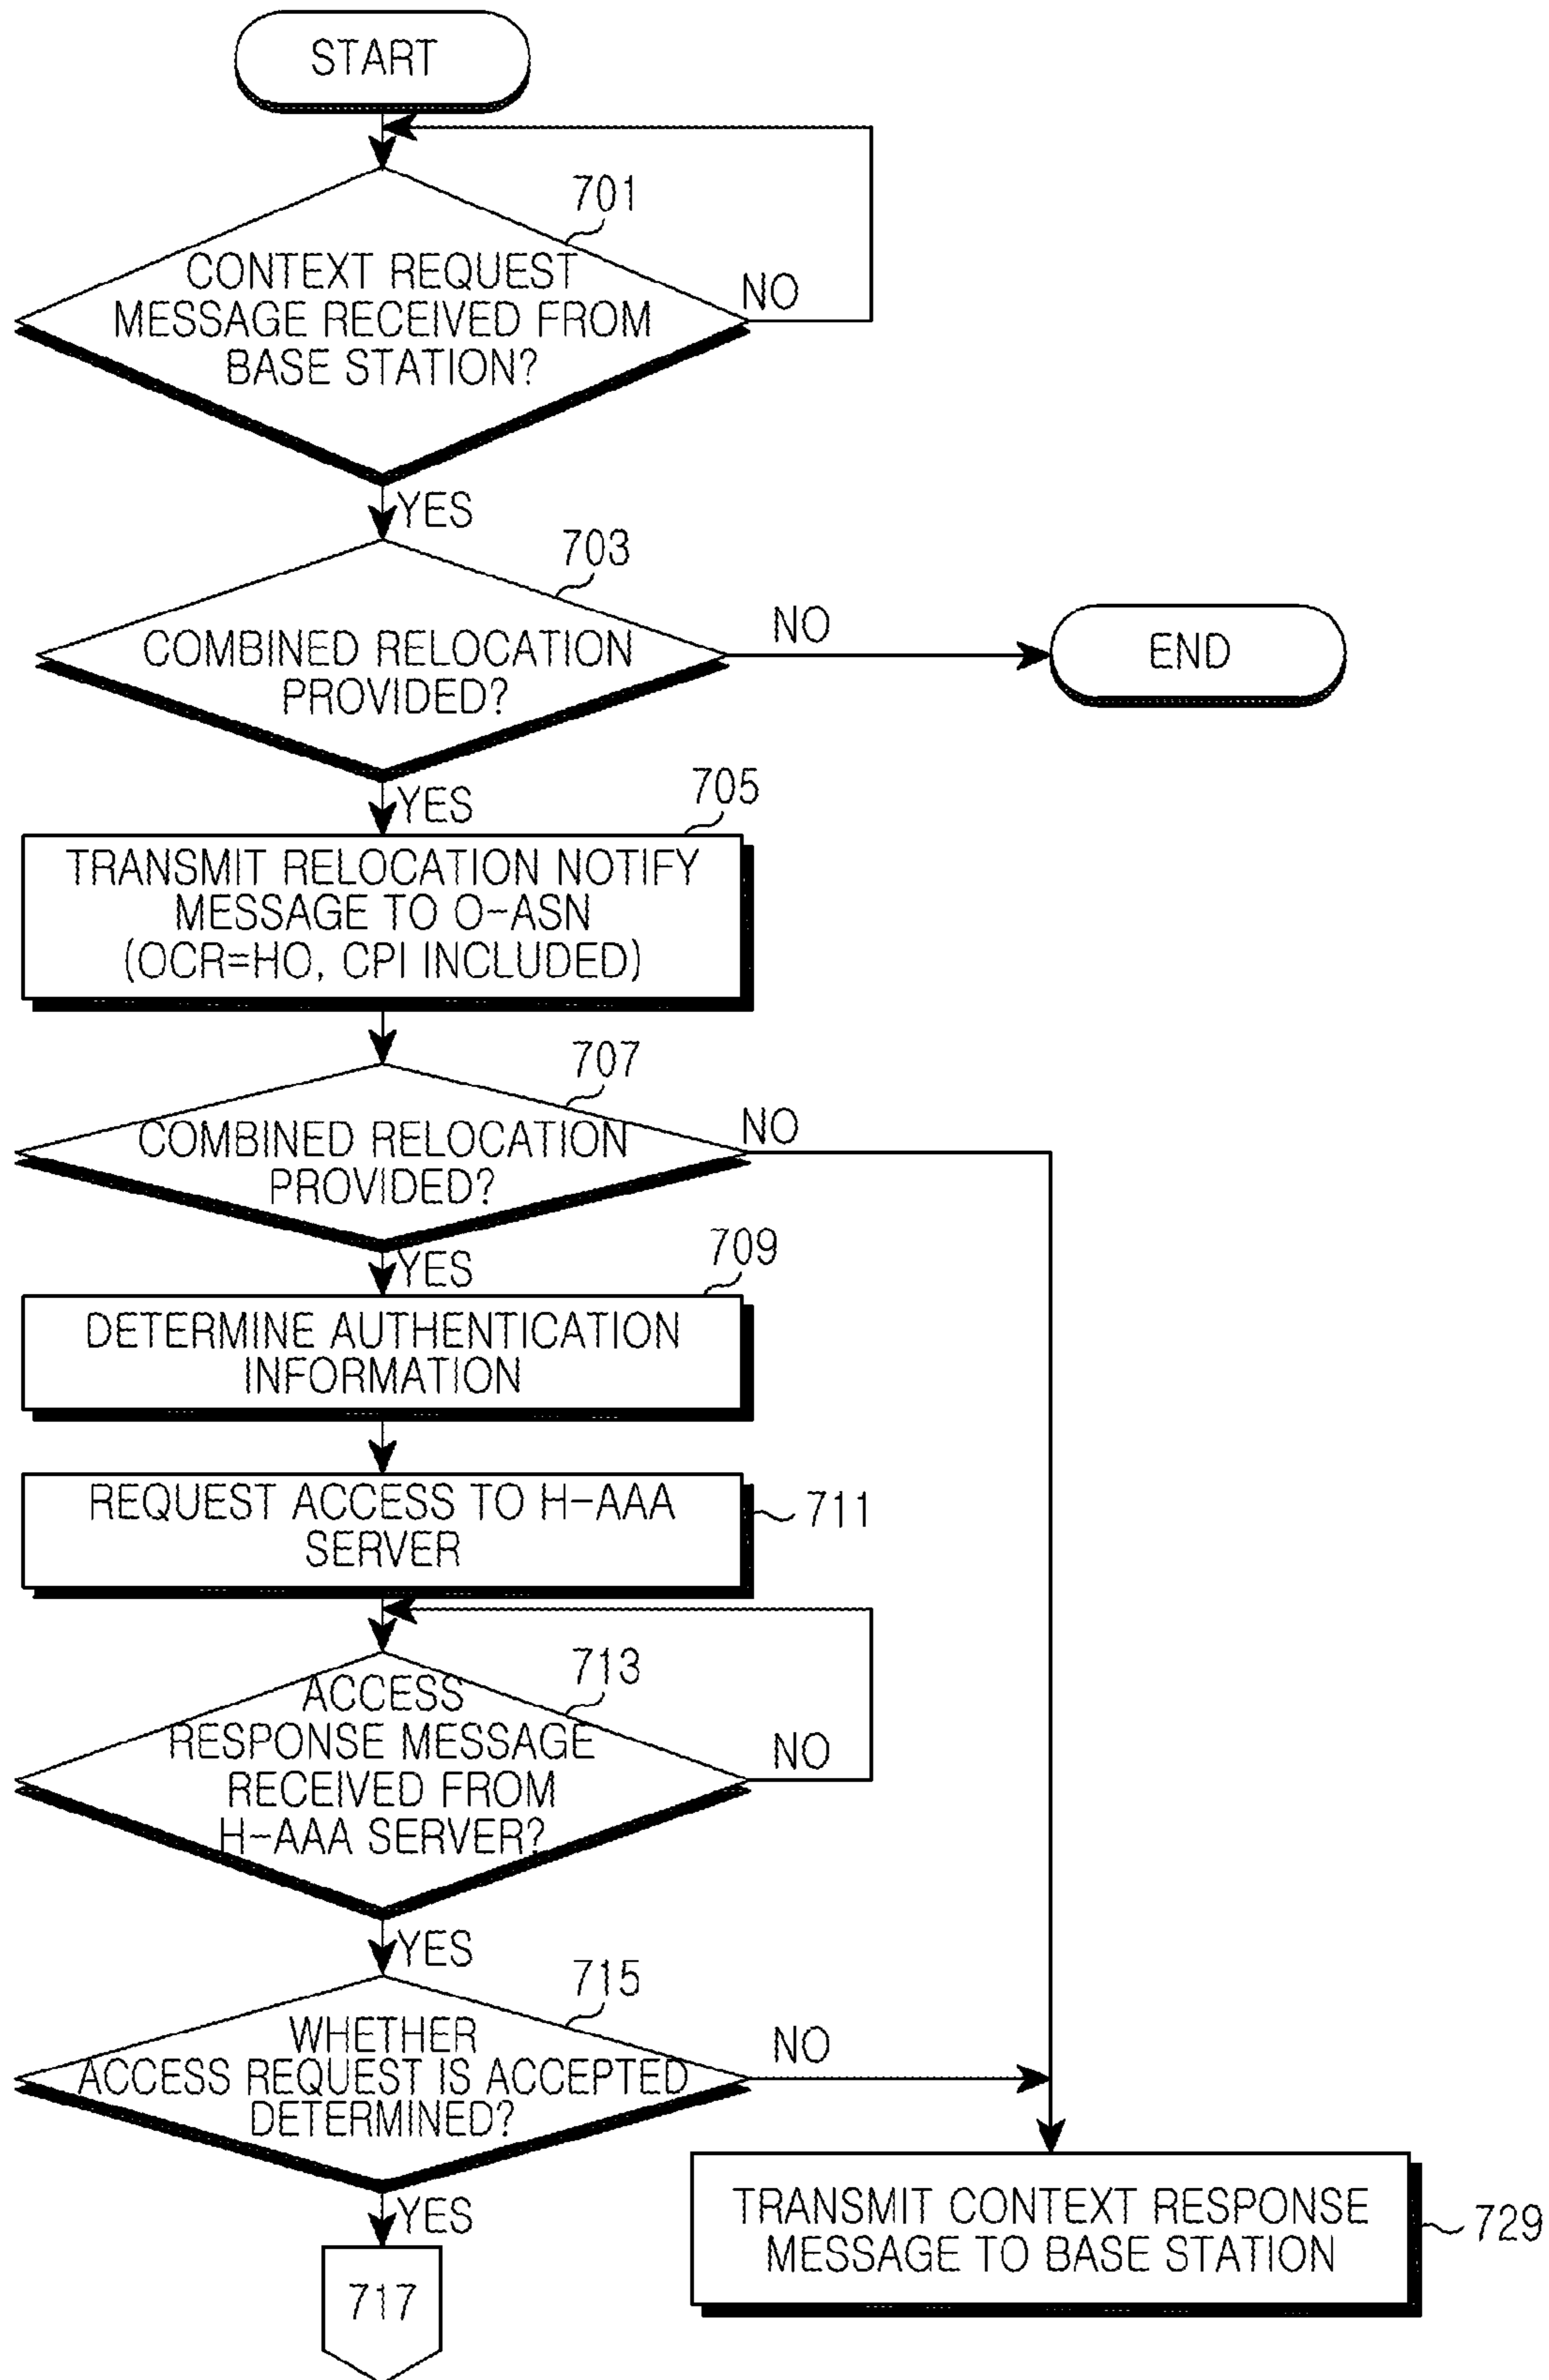 START
701
CONTEXT REQUEST
MESSAGE RECEIVED FROM
BASE STATION?
NO
YES
703
COMBINED RELOCATION
PROVIDED?
NO
END
YES
705
TRANSMIT RELOCATION NOTIFY
MESSAGE TO O-ASN
(OCR=HO, CPI INCLUDED)
707
COMBINED RELOCATION
PROVIDED?
NO
YES
709
DETERMINE AUTHENTICATION
INFORMATION
REQUEST ACCESS TO H-AAA
SERVER
711
713
ACCESS
RESPONSE MESSAGE
RECEIVED FROM
H-AAA SERVER?
NO
YES
715
WHETHER
ACCESS REQUEST IS ACCEPTED
DETERMINED?
NO
YES
717
TRANSMIT CONTEXT RESPONSE
MESSAGE TO BASE STATION
729